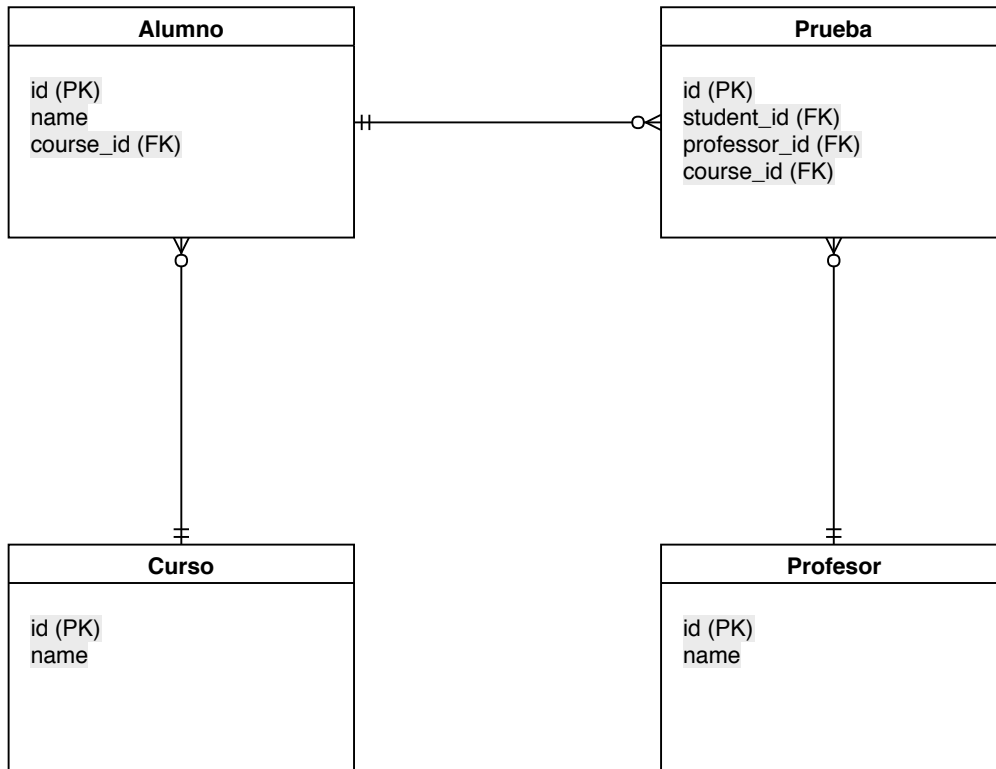 Alumno
id (PK)
name
course_id (FK)
Prueba
id (PK)
student_id (FK)
professor_id (FK)
course_id (FK)
Curso
id (PK)
name
Profesor
id (PK)
name